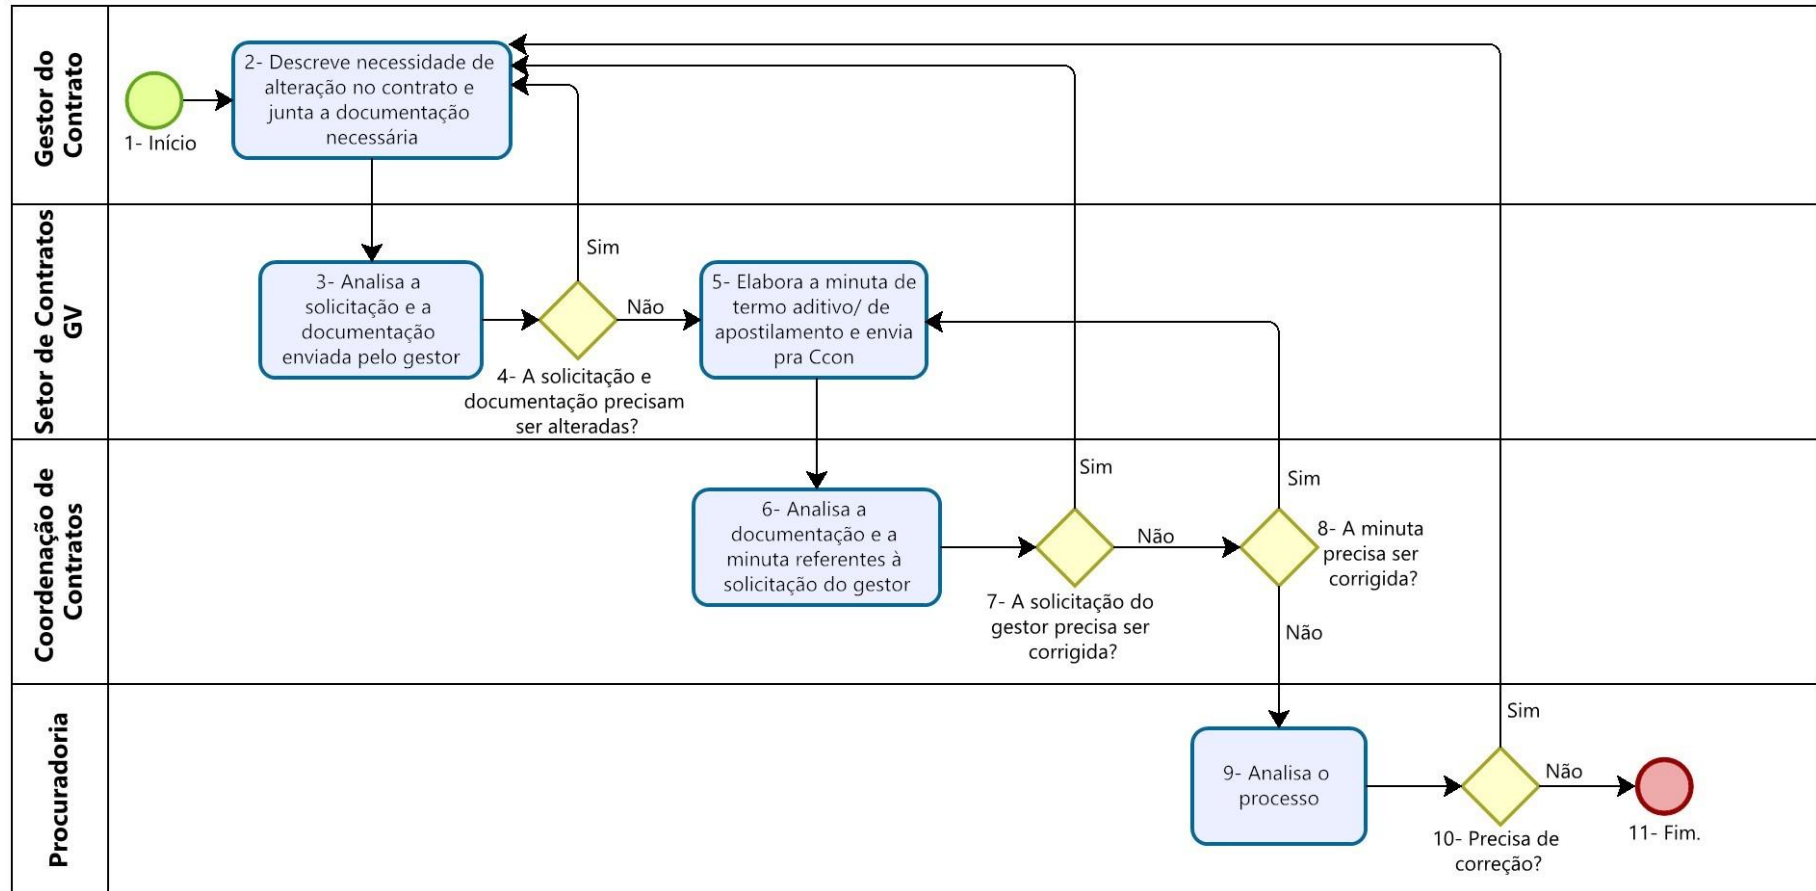 Gestor do
Contrato
1- Início
2- Descreve necessidade de
alteração no contrato e
junta a documentação
necessária
Setor de Contratos
GV
3- Analisa a
solicitação e a
documentação
enviada pelo gestor
Sim
Não
4- A solicitação e
documentação precisam
ser alteradas?
5- Elabora a minuta de
termo aditivo/ de
apostilamento e envia
pra Ccon
Coordenação de
Contratos
6- Analisa a
documentação e a
minuta referentes à
solicitação do gestor
Sim
Não
7- A solicitação do
gestor precisa ser
corrigida?
Sim
8- A minuta
precisa ser
corrigida?
Não
Procuradoria
9- Analisa o
processo
Sim
Não
10- Precisa de
correção?
11- Fim.